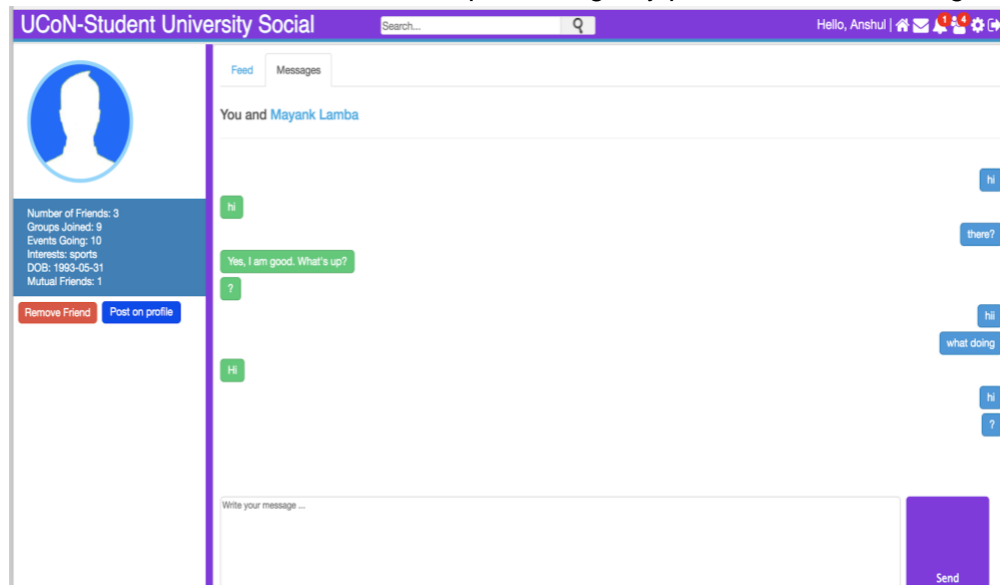 UCoN-Student University Social
Search...
Hello, Anshul |
1
4
Feed
Messages
You and Mayank Lamba
hi
hi
there?
Yes, I am good. What's up?
?
hii
what doing
Hi
hi
?
Number of Friends: 3
Groups Joined: 9
Events Going: 10
Interests: sports
DOB: 1993-05-31
Mutual Friends: 1
Remove Friend
Post on profile
Write your message ...
Send